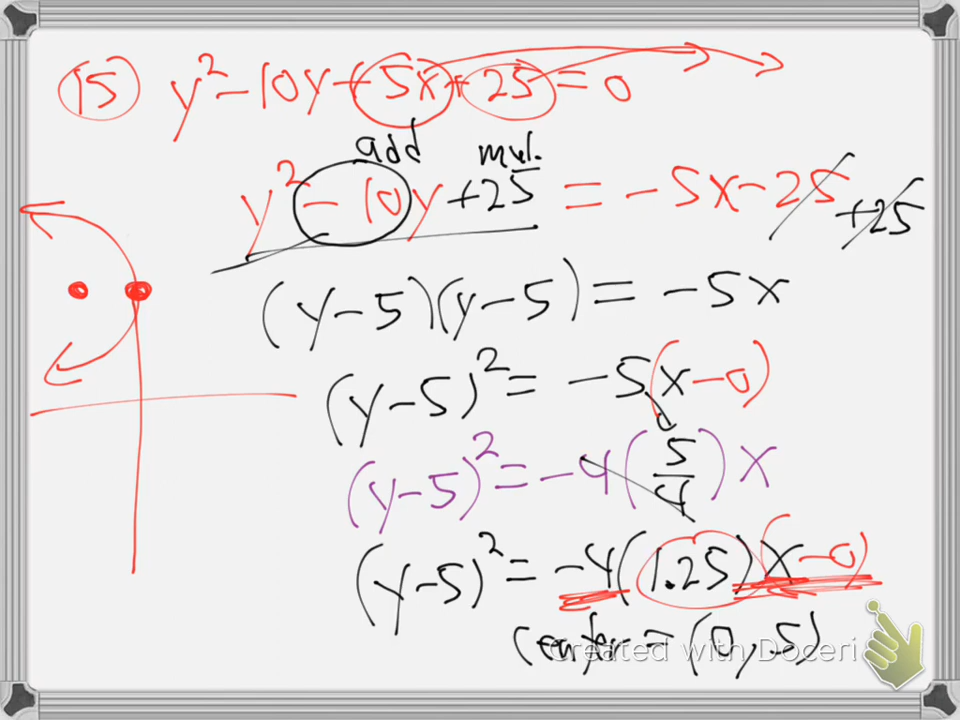 (15) y² - 10y + 5x + 25 = 0
add mul.
y² - 10y + 25 = -5x - 25 + 25
(y - 5)(y - 5) = -5x
(y - 5)² = -5(x - 0)
(y - 5)² = -4(5/4)x
(y - 5)² = -4(1.25)(x - 0)
center = (0, 5)
Created with Doceri